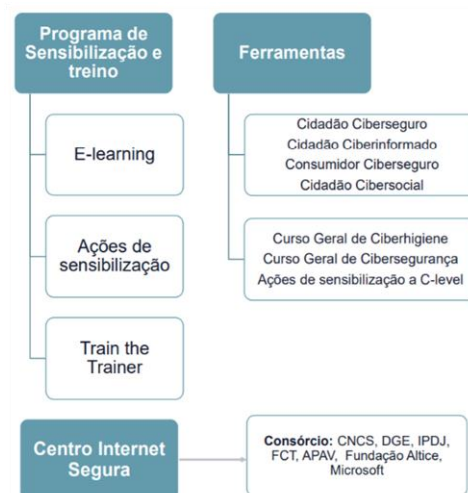 Programa de
Sensibilização e
treino
E-learning
Ações de
sensibilização
Train the
Trainer
Ferramentas
Cidadão Ciberseguro
Cidadão Ciberinformado
Consumidor Ciberseguro
Cidadão Cibersocial
Curso Geral de Ciberhigiene
Curso Geral de Cibersegurança
Ações de sensibilização a C-level
Centro Internet
Segura
Consórcio: CNCS, DGE, IPDJ,
FCT, APAV, Fundação Altice,
Microsoft